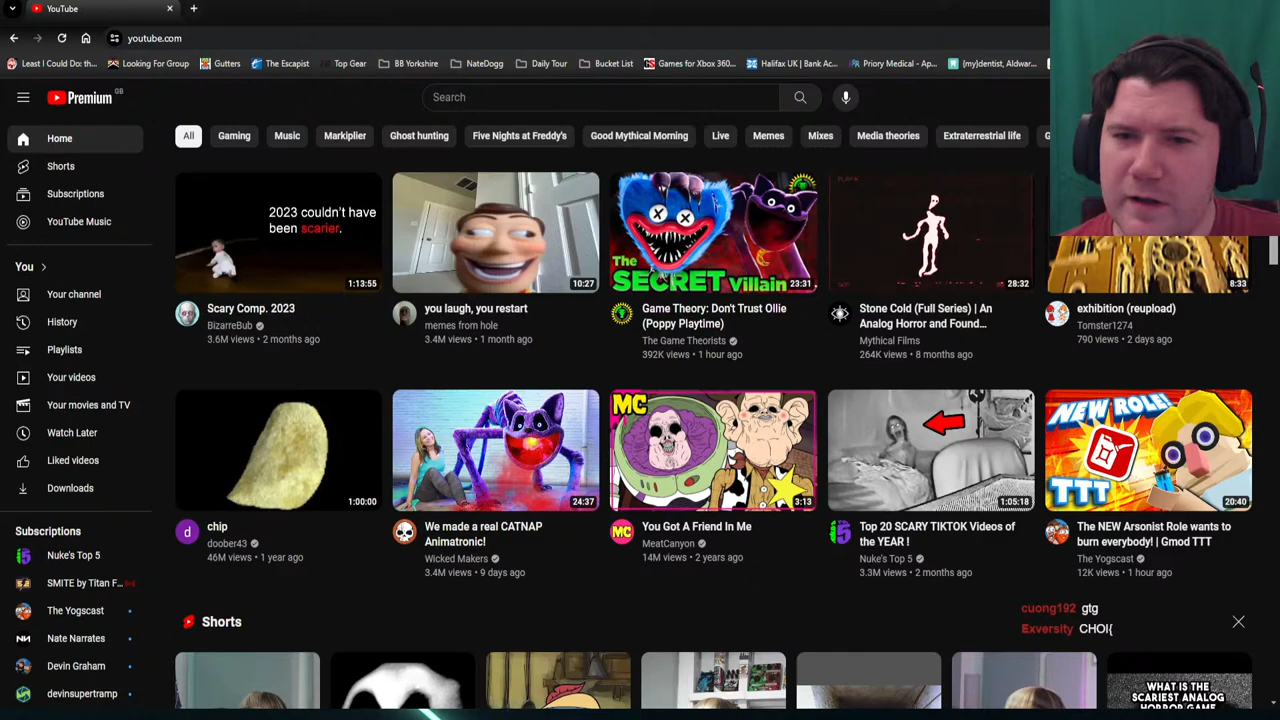 YouTube
youtube.com
Least I Could Do: th...
Looking For Group
Gutters
The Escapist
Top Gear
BB Yorkshire
NateDogg
Daily Tour
Bucket List
Games for Xbox 360...
Halifax UK | Bank Ac...
Priory Medical - Ap...
{my}dentist, Aldwar...
Premium GB
Search
All
Gaming
Music
Markiplier
Ghost hunting
Five Nights at Freddy's
Good Mythical Morning
Live
Memes
Mixes
Media theories
Extraterrestrial life
Home
Shorts
Subscriptions
YouTube Music
You
Your channel
History
Playlists
Your videos
Your movies and TV
Watch Later
Liked videos
Downloads
Subscriptions
Nuke's Top 5
SMITE by Titan F...
The Yogscast
Nate Narrates
Devin Graham
devinsupertramp
2023 couldn't have
been scarier.
1:13:55
Scary Comp. 2023
BizarreBub
3.6M views • 2 months ago
10:27
you laugh, you restart
memes from hole
3.4M views • 1 month ago
The
SECRET Villain
23:31
Game Theory: Don't Trust Ollie
(Poppy Playtime)
The Game Theorists
392K views • 1 hour ago
28:32
Stone Cold (Full Series) | An
Analog Horror and Found...
Mythical Films
264K views • 8 months ago
8:33
exhibition (reupload)
Tomster1274
790 views • 2 days ago
1:00:00
d
chip
doober43
46M views • 1 year ago
24:37
We made a real CATNAP
Animatronic!
Wicked Makers
3.4M views • 9 days ago
MC
3:13
MC
You Got A Friend In Me
MeatCanyon
14M views • 2 years ago
1:05:18
Top 20 SCARY TIKTOK Videos of
the YEAR !
Nuke's Top 5
3.3M views • 2 months ago
NEW ROLE!
TTT
20:40
The NEW Arsonist Role wants to
burn everybody! | Gmod TTT
The Yogscast
12K views • 1 hour ago
cuong192 gtg
Exversity CHOI{
Shorts
WHAT IS THE
SCARIEST ANALOG
HORROR GAME